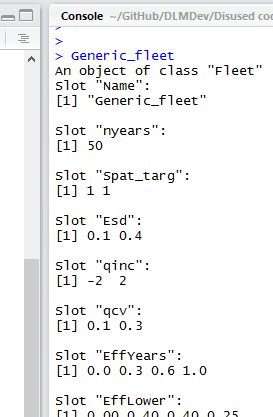 Console ~/GitHub/DLMDev/Disused
>
>
> Generic_fleet
An object of class "Fleet"
Slot "Name":
[1] "Generic_fleet"
Slot "nyears":
[1] 50
Slot "Spat_targ":
[1] 1 1
Slot "Esd":
[1] 0.1 0.4
Slot "qinc":
[1] -2  2
Slot "qcv":
[1] 0.1 0.3
Slot "EffYears":
[1] 0.0 0.3 0.6 1.0
Slot "EffLower":
[1] 0.00 0.40 0.40 0.25